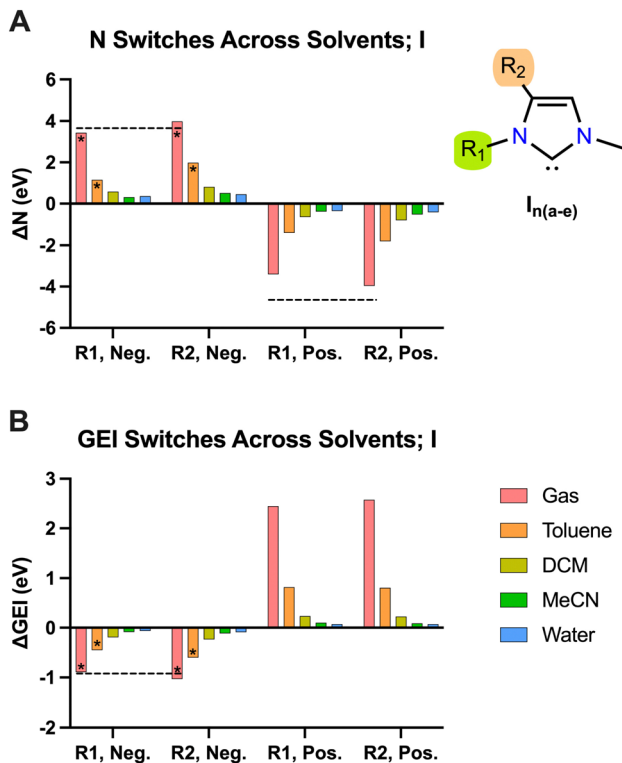 A
N Switches Across Solvents; I
ΔN (eV)
6
4
2
0
-2
-4
-6
*
*
*
*
R1, Neg.
R2, Neg.
R1, Pos.
R2, Pos.
R2
R1
N
N
··
In(a-e)
B
GEI Switches Across Solvents; I
ΔGEI (eV)
3
2
1
0
-1
-2
*
*
*
*
R1, Neg.
R2, Neg.
R1, Pos.
R2, Pos.
Gas
Toluene
DCM
MeCN
Water